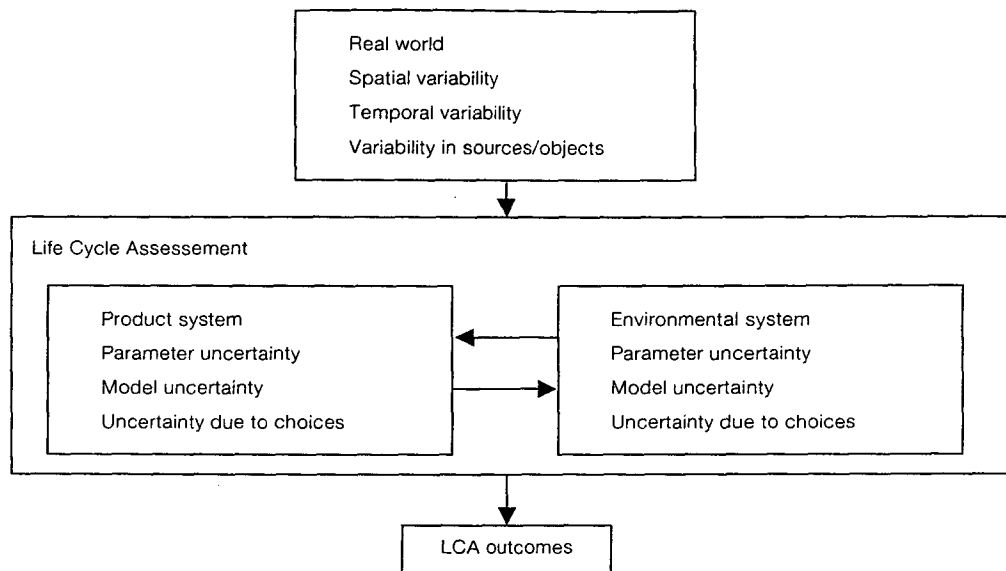 Real world
Spatial variability
Temporal variability
Variability in sources/objects
Life Cycle Assessement
Product system
Parameter uncertainty
Model uncertainty
Uncertainty due to choices
Environmental system
Parameter uncertainty
Model uncertainty
Uncertainty due to choices
LCA outcomes